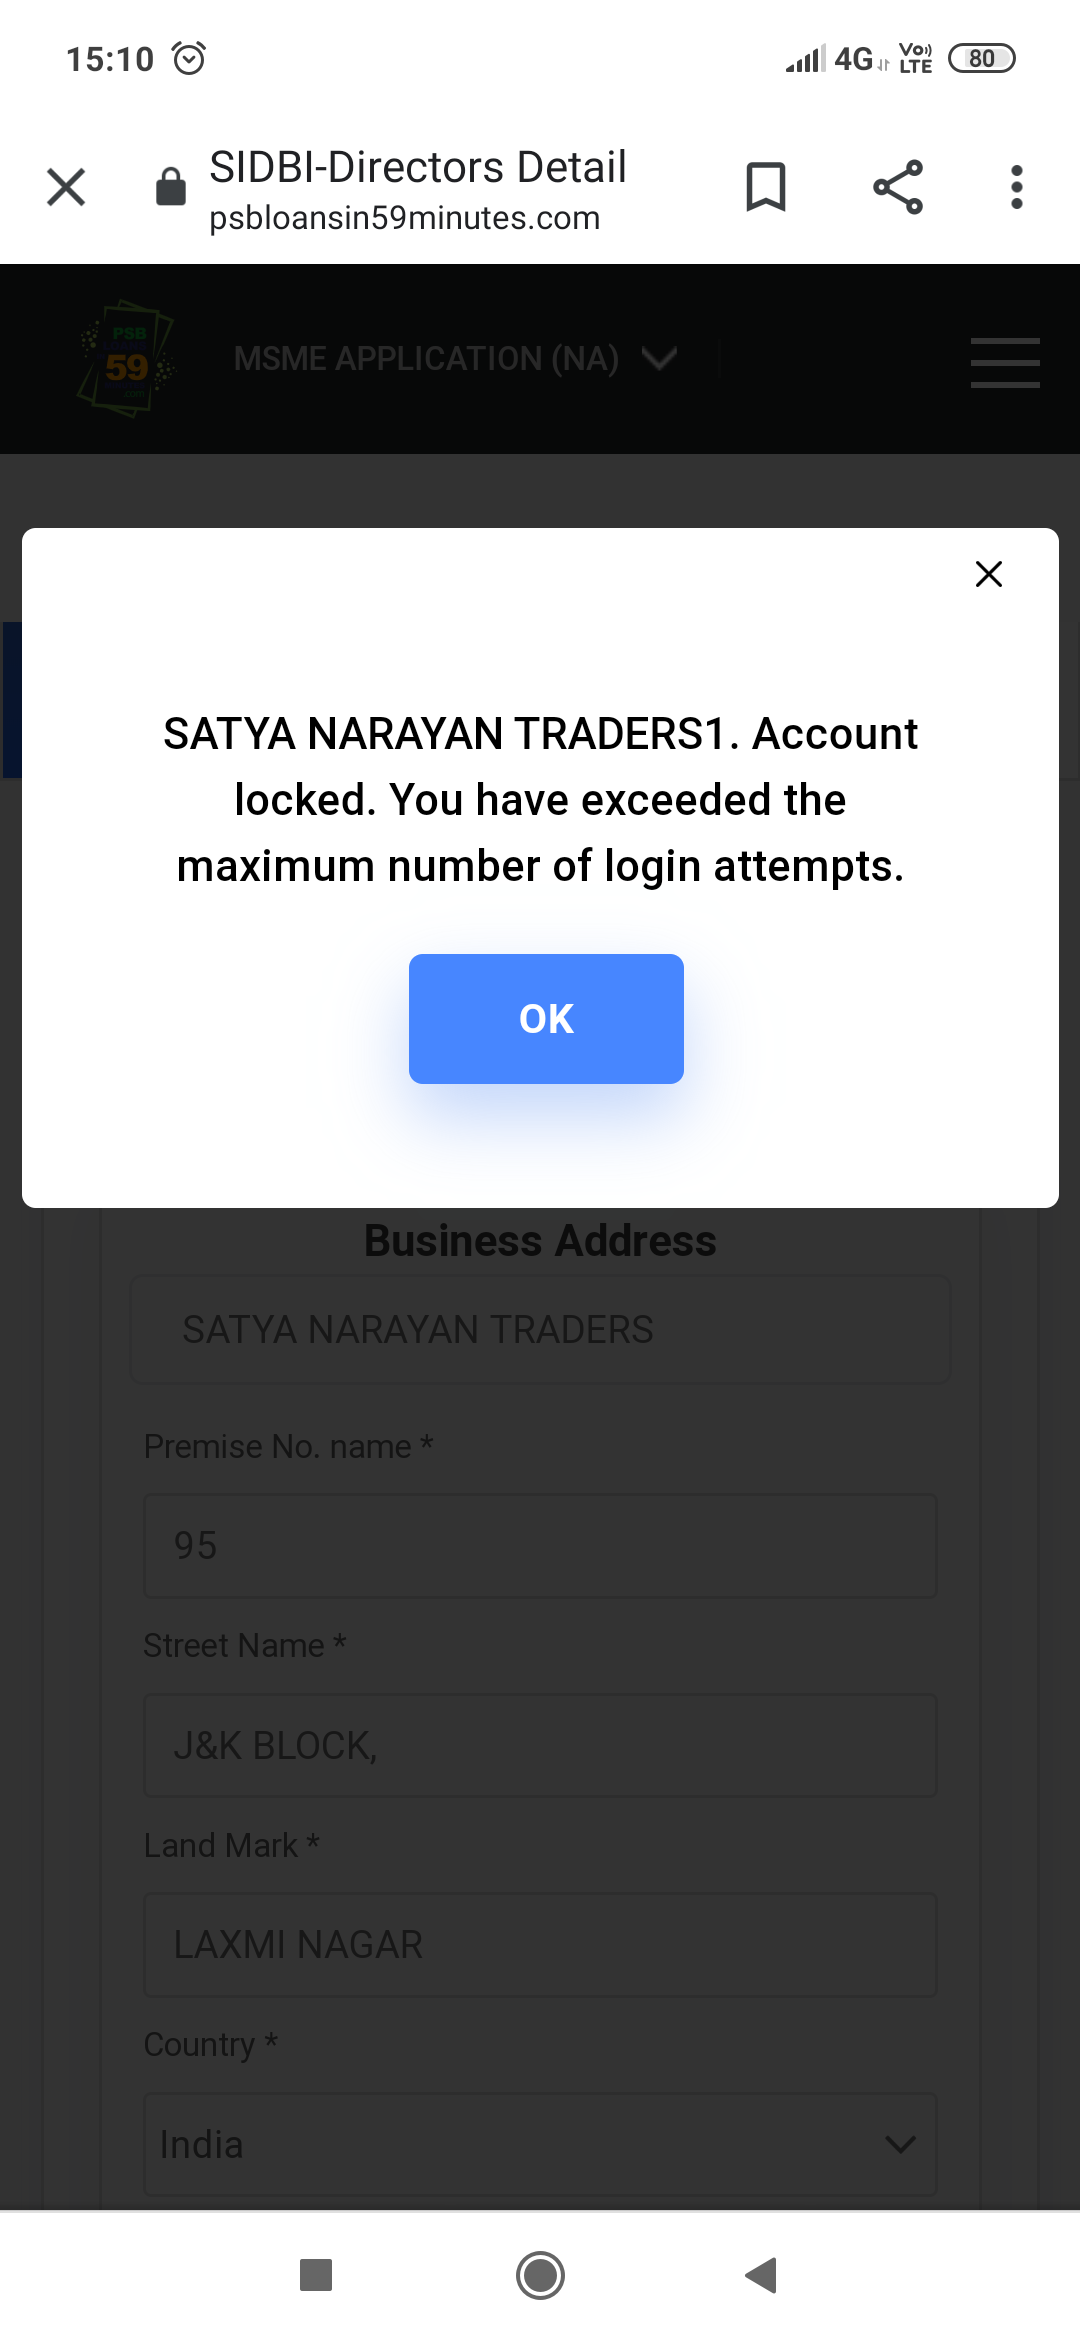 15:10
4G
Vo)) LTE
80
SIDBI-Directors Detail
psbloansin59minutes.com
PSB
59
.com
MSME APPLICATION (NA)
SATYA NARAYAN TRADERS1. Account
locked. You have exceeded the
maximum number of login attempts.
OK
Business Address
SATYA NARAYAN TRADERS
Premise No. name *
95
Street Name *
J&K BLOCK,
Land Mark *
LAXMI NAGAR
Country *
India